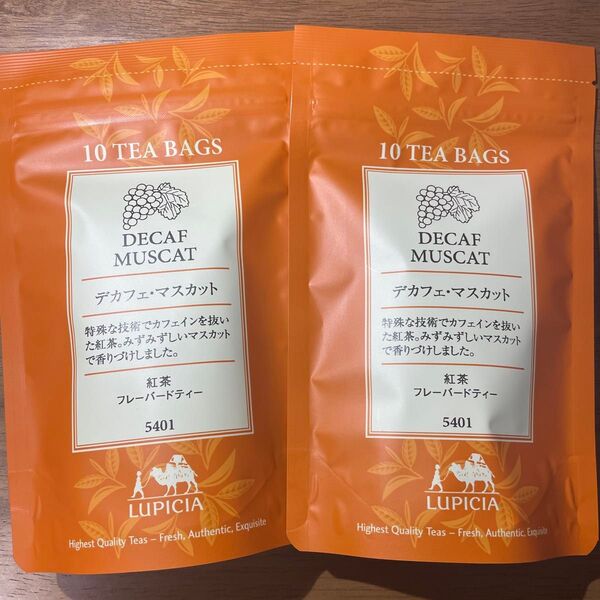 10 TEA BAGS
DECAF
MUSCAT
デカフェ・マスカット
特殊な技術でカフェインを抜い
た紅茶。みずみずしいマスカット
で香りづけしました。
紅茶
フレーバードティー
5401
LUPICIA
Highest Quality Teas – Fresh, Authentic, Exquisite
10 TEA BAGS
DECAF
MUSCAT
デカフェ・マスカット
特殊な技術でカフェインを抜い
た紅茶。みずみずしいマスカット
で香りづけしました。
紅茶
フレーバードティー
5401
LUPICIA
Highest Quality Teas – Fresh, Authentic, Exquisite